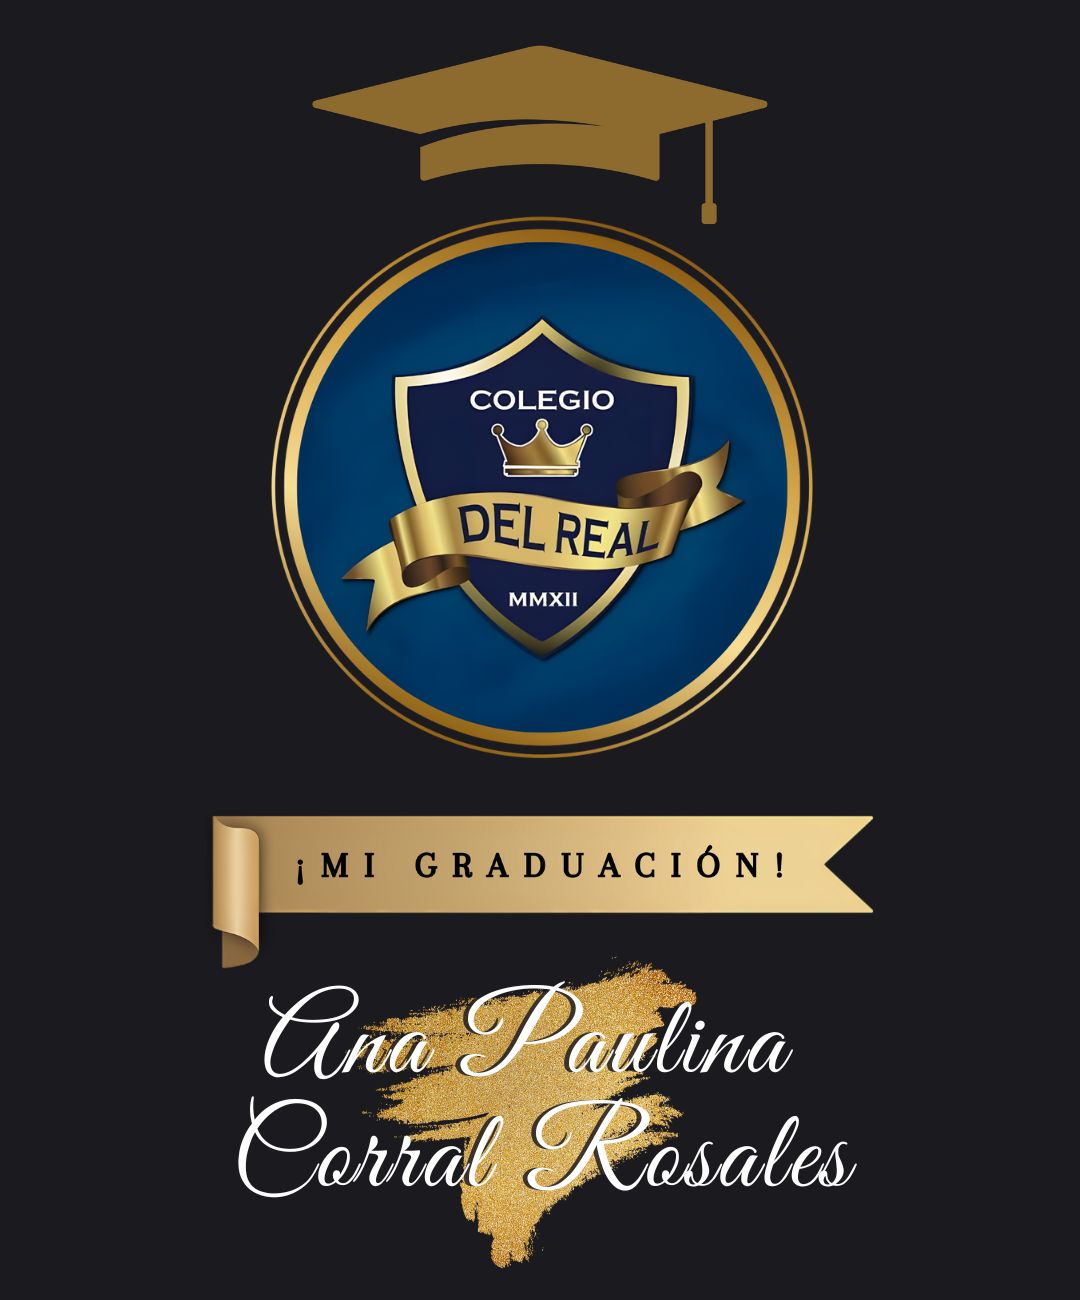 COLEGIO
DEL REAL
MMXII
¡MI GRADUACIÓN!
Ana Paulina
Corral Rosales